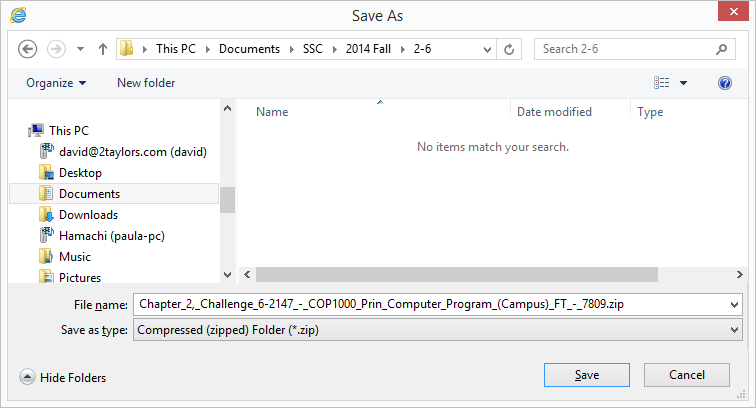 Save As
This PC Documents SSC 2014 Fall 2-6 Search 2-6
Organize New folder
Name Date modified Type
No items match your search.
This PC
david@2taylors.com (david)
Desktop
Documents
Downloads
Hamachi (paula-pc)
Music
Pictures
File name: Chapter_2,_Challenge_6-2147_-_COP1000_Prin_Computer_Program_(Campus)_FT_-_7809.zip
Save as type: Compressed (zipped) Folder (*.zip)
Hide Folders Save Cancel